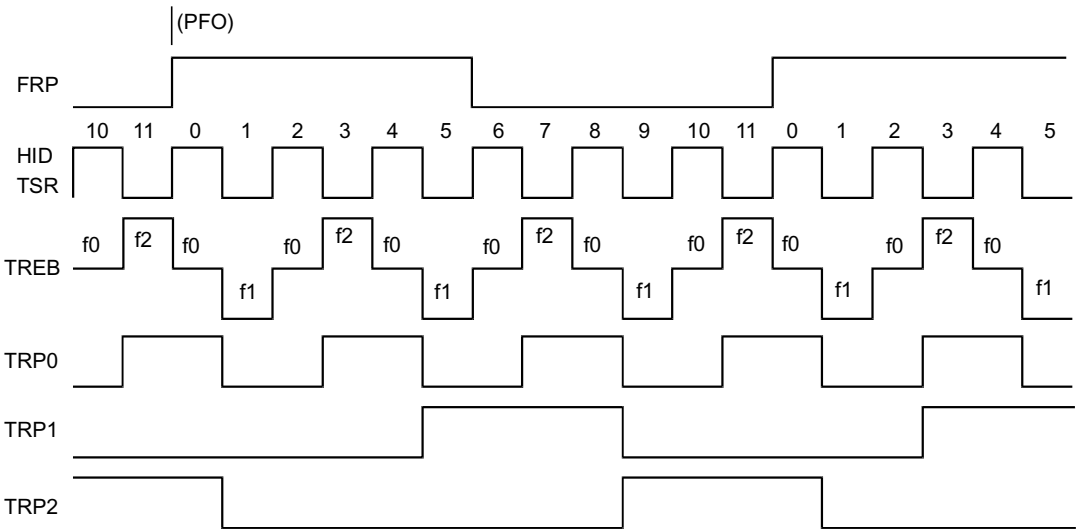 (PFO)
FRP
10 11 0 1 2 3 4 5 6 7 8 9 10 11 0 1 2 3 4 5
HID
TSR
f0 f2 f0 f0 f2 f0 f0 f2 f0 f0 f2 f0 f0 f2 f0
TREB
f1 f1 f1 f1 f1
TRP0
TRP1
TRP2